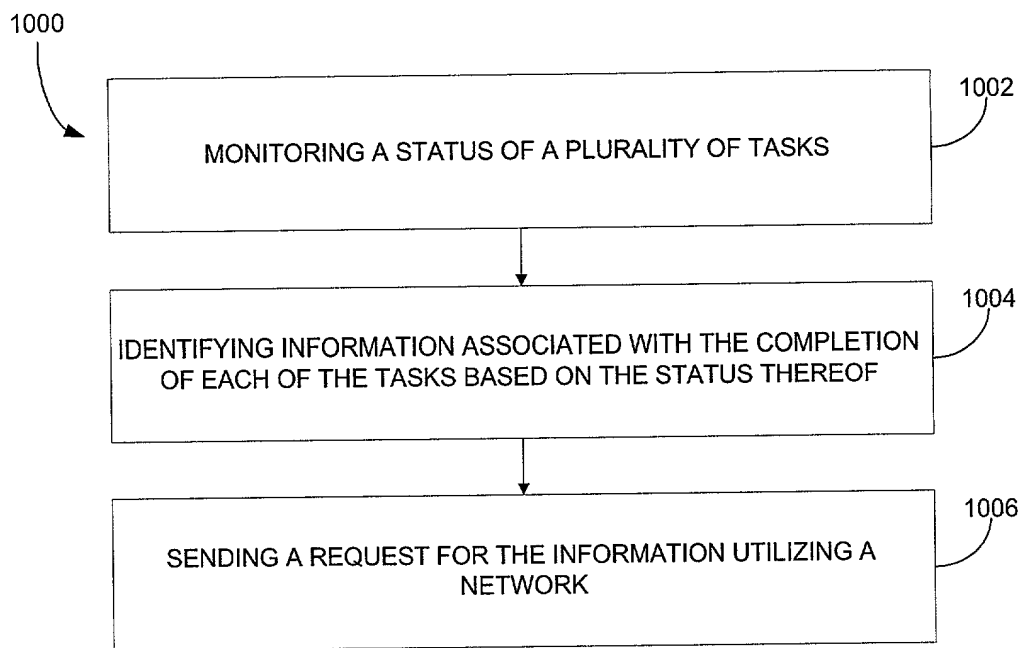 1000
1002
MONITORING A STATUS OF A PLURALITY OF TASKS
1004
IDENTIFYING INFORMATION ASSOCIATED WITH THE COMPLETION
OF EACH OF THE TASKS BASED ON THE STATUS THEREOF
1006
SENDING A REQUEST FOR THE INFORMATION UTILIZING A
NETWORK